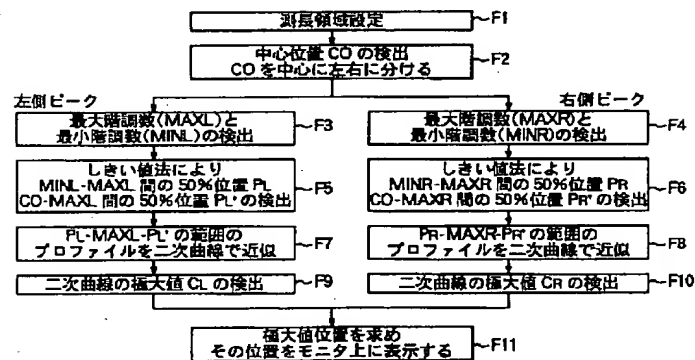 測長領域設定 F1
中心位置 CO の検出
CO を中心に左右に分ける F2
左側ピーク
右側ピーク
最大階調数(MAXL)と
最小階調数(MINL)の検出 F3
最大階調数(MAXR)と
最小階調数(MINR)の検出 F4
しきい値法により
MINL-MAXL 間の 50%位置 PL
CO-MAXL 間の 50%位置 PL' の検出 F5
しきい値法により
MINR-MAXR 間の 50%位置 PR
CO-MAXR 間の 50%位置 PR' の検出 F6
PL-MAXL-PL' の範囲の
プロファイルを二次曲線で近似 F7
PR-MAXR-PR' の範囲の
プロファイルを二次曲線で近似 F8
二次曲線の極大値 CL の検出 F9
二次曲線の極大値 CR の検出 F10
極大値位置を求め
その位置をモニタ上に表示する F11